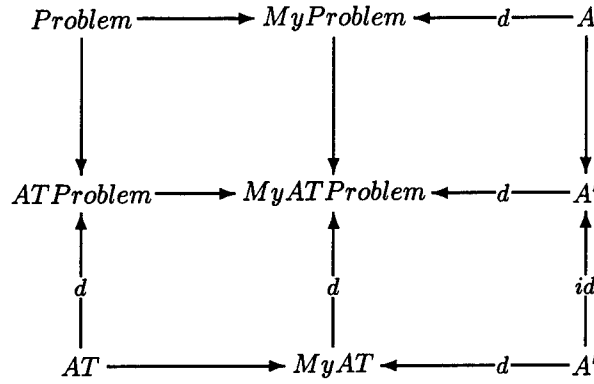 Problem MyProblem d A
ATProblem MyATProblem d A'
d d id
AT MyAT d A'